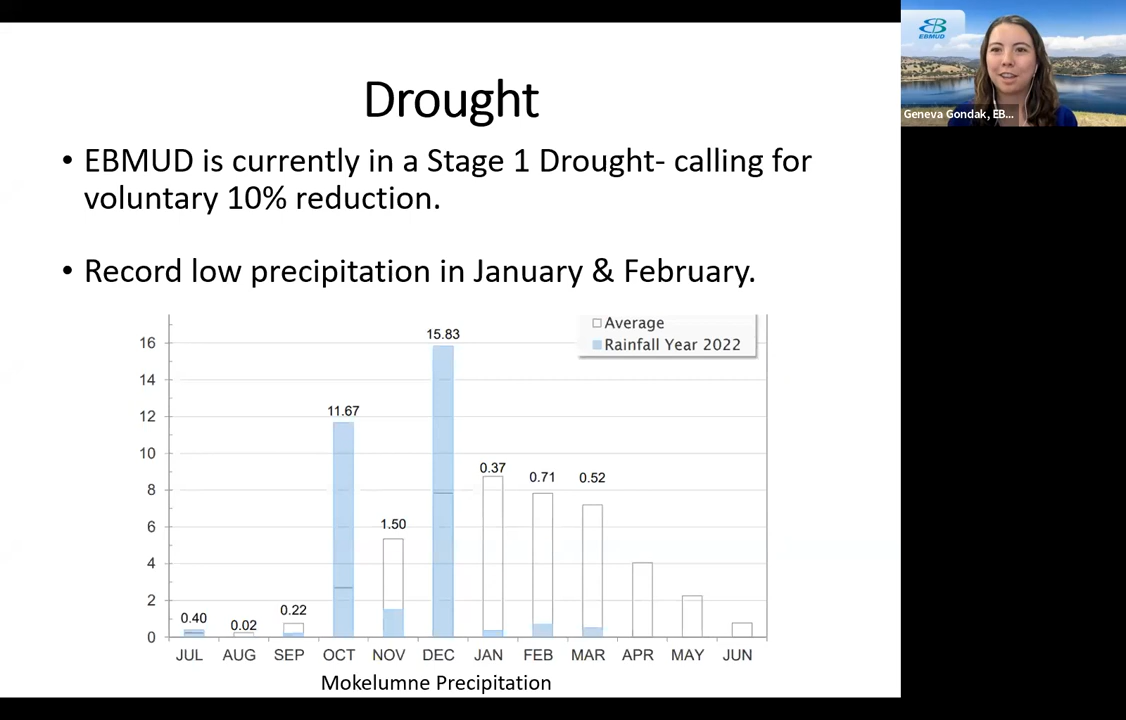 Drought
• EBMUD is currently in a Stage 1 Drought- calling for
voluntary 10% reduction.
• Record low precipitation in January & February.
Average
Rainfall Year 2022
16
14
12
10
8
6
4
2
0
0.40
0.02
0.22
11.67
1.50
15.83
0.37
0.71
0.52
JUL AUG SEP OCT NOV DEC JAN FEB MAR APR MAY JUN
Mokelumne Precipitation
EBMUD
Geneva Gondak, EB...